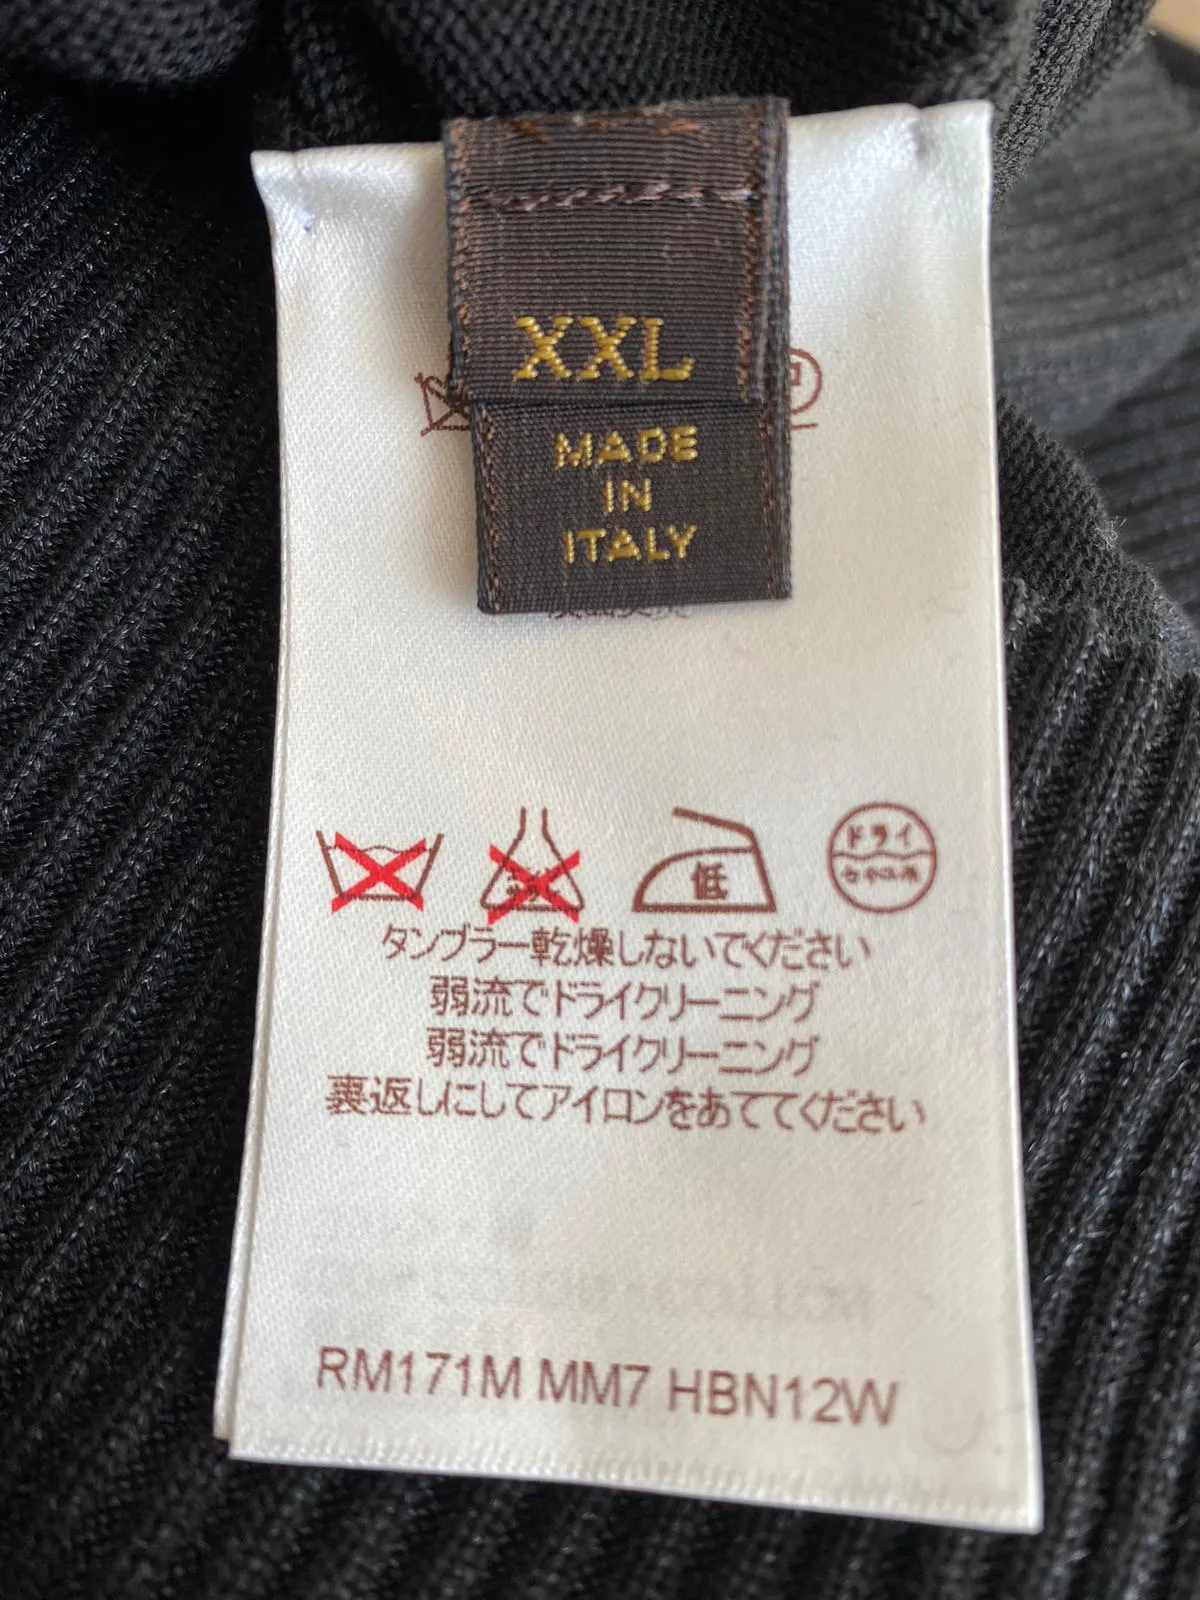 XXL
MADE
IN
ITALY
低
ドライ
タンブラー乾燥しないでください
弱流でドライクリーニング
弱流でドライクリーニング
裏返しにしてアイロンをあててください
RM171M MM7 HBN12W